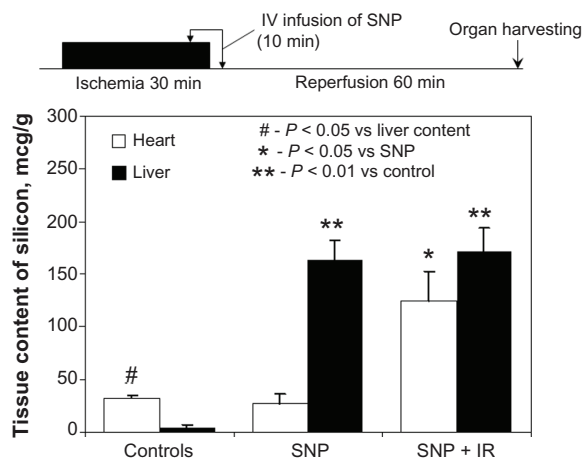 IV infusion of SNP
(10 min)
Organ harvesting
Ischemia 30 min
Reperfusion 60 min
Tissue content of silicon, mcg/g
300
250
200
150
100
50
0
Heart
Liver
# - P < 0.05 vs liver content
* - P < 0.05 vs SNP
** - P < 0.01 vs control
#
**
*
**
Controls
SNP
SNP + IR